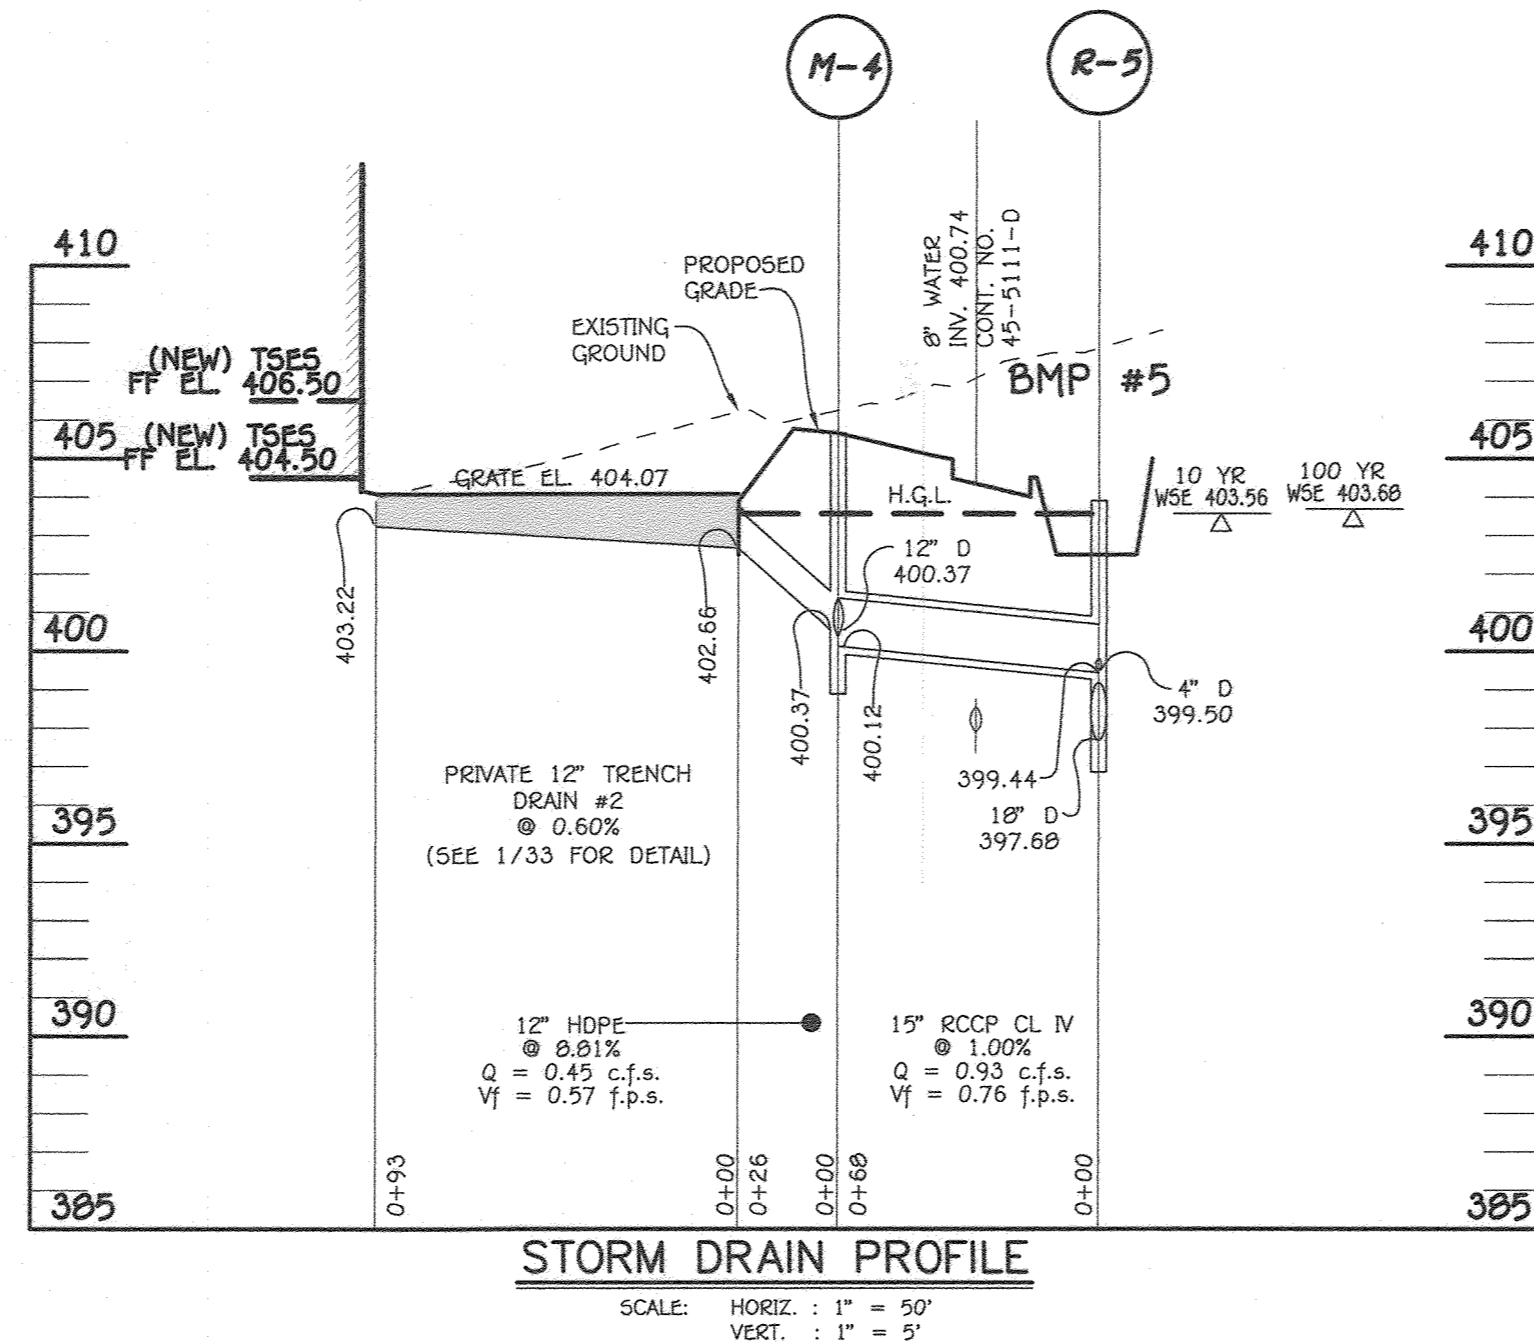 M-4
R-5
410
410
PROPOSED
GRADE
8" WATER
INV. 400.74
CONT. NO.
45-5111-D
EXISTING
GROUND
(NEW) TSES
FF EL. 406.50
BMP #5
405
(NEW) TSES
FF EL. 404.50
405
GRATE EL. 404.07
H.G.L.
10 YR
WSE 403.56
100 YR
WSE 403.68
12" D
400.37
403.22
402.66
400
400
400.37
400.12
4" D
399.50
399.44
18" D
397.68
PRIVATE 12" TRENCH
DRAIN #2
@ 0.60%
(SEE 1/33 FOR DETAIL)
395
395
390
390
12" HDPE
@ 8.81%
Q = 0.45 c.f.s.
Vf = 0.57 f.p.s.
15" RCCP CL IV
@ 1.00%
Q = 0.93 c.f.s.
Vf = 0.76 f.p.s.
0+93
0+00
0+26
0+00
0+68
0+00
385
385
STORM DRAIN PROFILE
SCALE: HORIZ. : 1" = 50'
VERT. : 1" = 5'